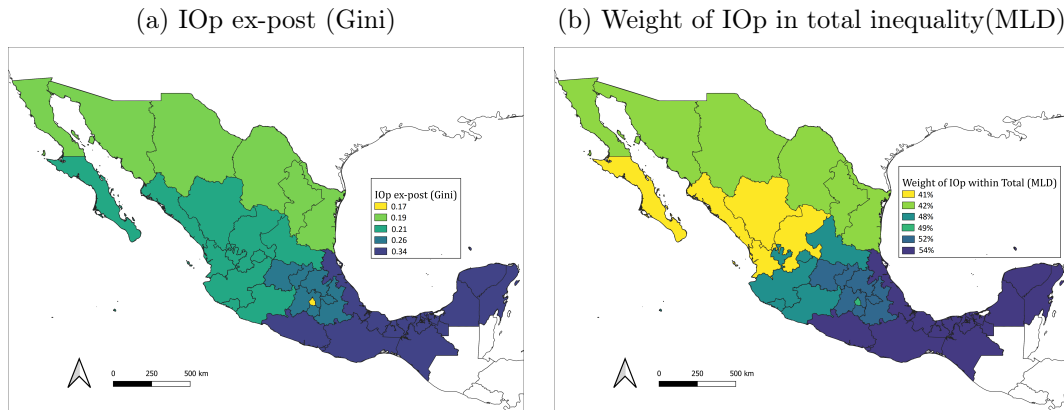 (a) IOp ex-post (Gini)
(b) Weight of IOp in total inequality(MLD)
IOp ex-post (Gini)
0.17
0.19
0.21
0.26
0.34
0
250
500 km
Weight of IOp within Total (MLD)
41%
42%
48%
49%
52%
54%
0
250
500 km